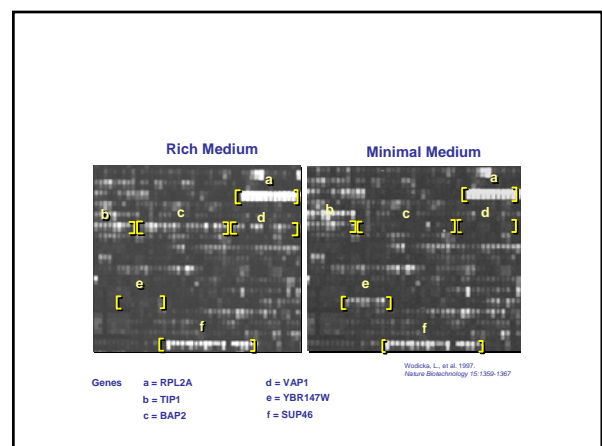 Rich Medium
Minimal Medium
a
b
c
d
e
f
a
b
c
d
e
f
Wodicka, L., et al. 1997.
Nature Biotechnology 15:1359-1367
Genes
a = RPL2A
d = VAP1
b = TIP1
e = YBR147W
c = BAP2
f = SUP46